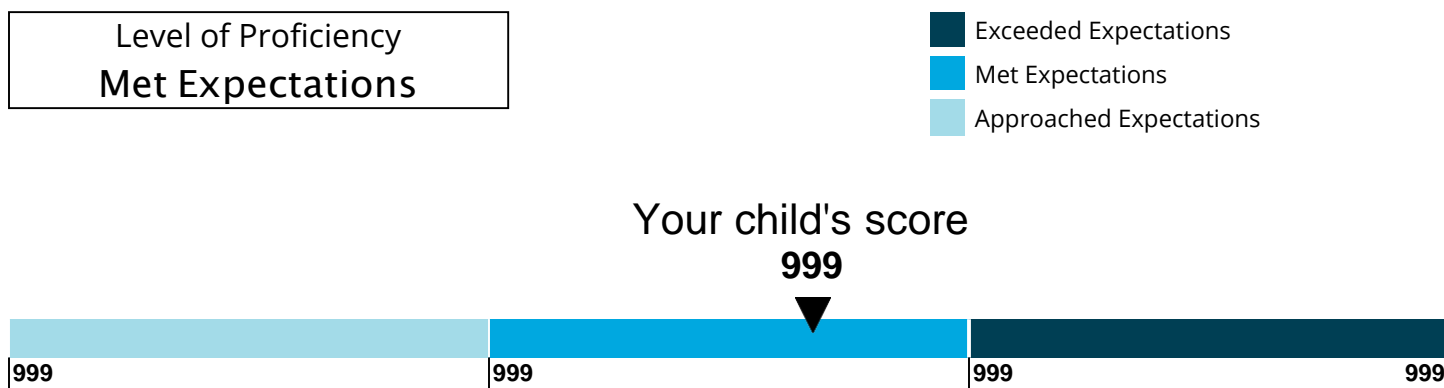 Level of Proficiency
Met Expectations
Exceeded Expectations
Met Expectations
Approached Expectations
Your child's score
999
999 999 999 999